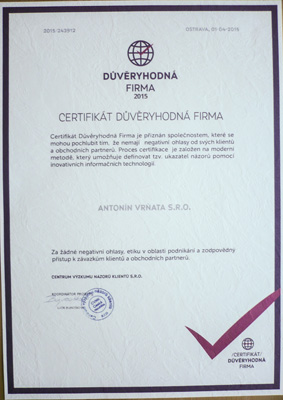 2015/243912
OSTRAVA, 01-04-2015
DŮVĚRYHODNÁ
FIRMA
2015
CERTIFIKÁT DŮVĚRYHODNÁ FIRMA
Certifikát Důvěryhodná Firma je přiznán společnostem, které se
mohou pochlubit tím, že nemají negativní ohlasy od svých klientů
a obchodních partnerů. Proces certifikace je založen na moderní
metodě, který umožňuje definovat tzv. ukazatel názorů pomocí
inovativních informačních technologií.
ANTONÍN VRŇATA S.R.O.
Za žádné negativní ohlasy, etiku v oblasti podnikání a zodpovědný
přístup k závazkům klientů a obchodních partnerů.
CENTRUM VÝZKUMU NÁZORŮ KLIENTŮ S.R.O.
/CERTIFIKÁT/
DŮVĚRYHODNÁ
FIRMA